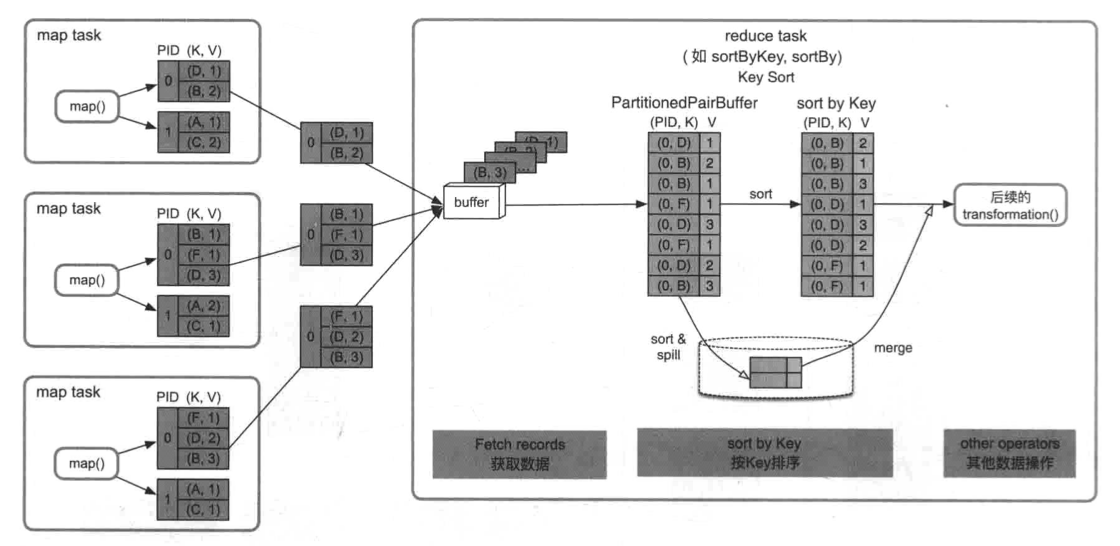 map task
PID (K, V)
map()
0
(D, 1)
(B, 2)
1
(A, 1)
(C, 2)
map task
PID (K, V)
map()
0
(B, 1)
(F, 1)
(D, 3)
1
(A, 2)
(C, 1)
map task
PID (K, V)
map()
0
(F, 1)
(D, 2)
(B, 3)
1
(A, 1)
(C, 1)
0
(D, 1)
(B, 2)
0
(B, 1)
(F, 1)
(D, 3)
0
(F, 1)
(D, 2)
(B, 3)
reduce task
( 如 sortByKey, sortBy)
Key Sort
(D, 1)
(B, 2)
...
(B, 3)
buffer
PartitionedPairBuffer
(PID, K) V
(0, D) 1
(0, B) 2
(0, B) 1
(0, F) 1
(0, D) 3
(0, F) 1
(0, D) 2
(0, B) 3
sort
sort by Key
(PID, K) V
(0, B) 2
(0, B) 1
(0, B) 3
(0, D) 1
(0, D) 3
(0, D) 2
(0, F) 1
(0, F) 1
后续的
transformation()
sort &
spill
merge
Fetch records
获取数据
sort by Key
按Key排序
other operators
其他数据操作